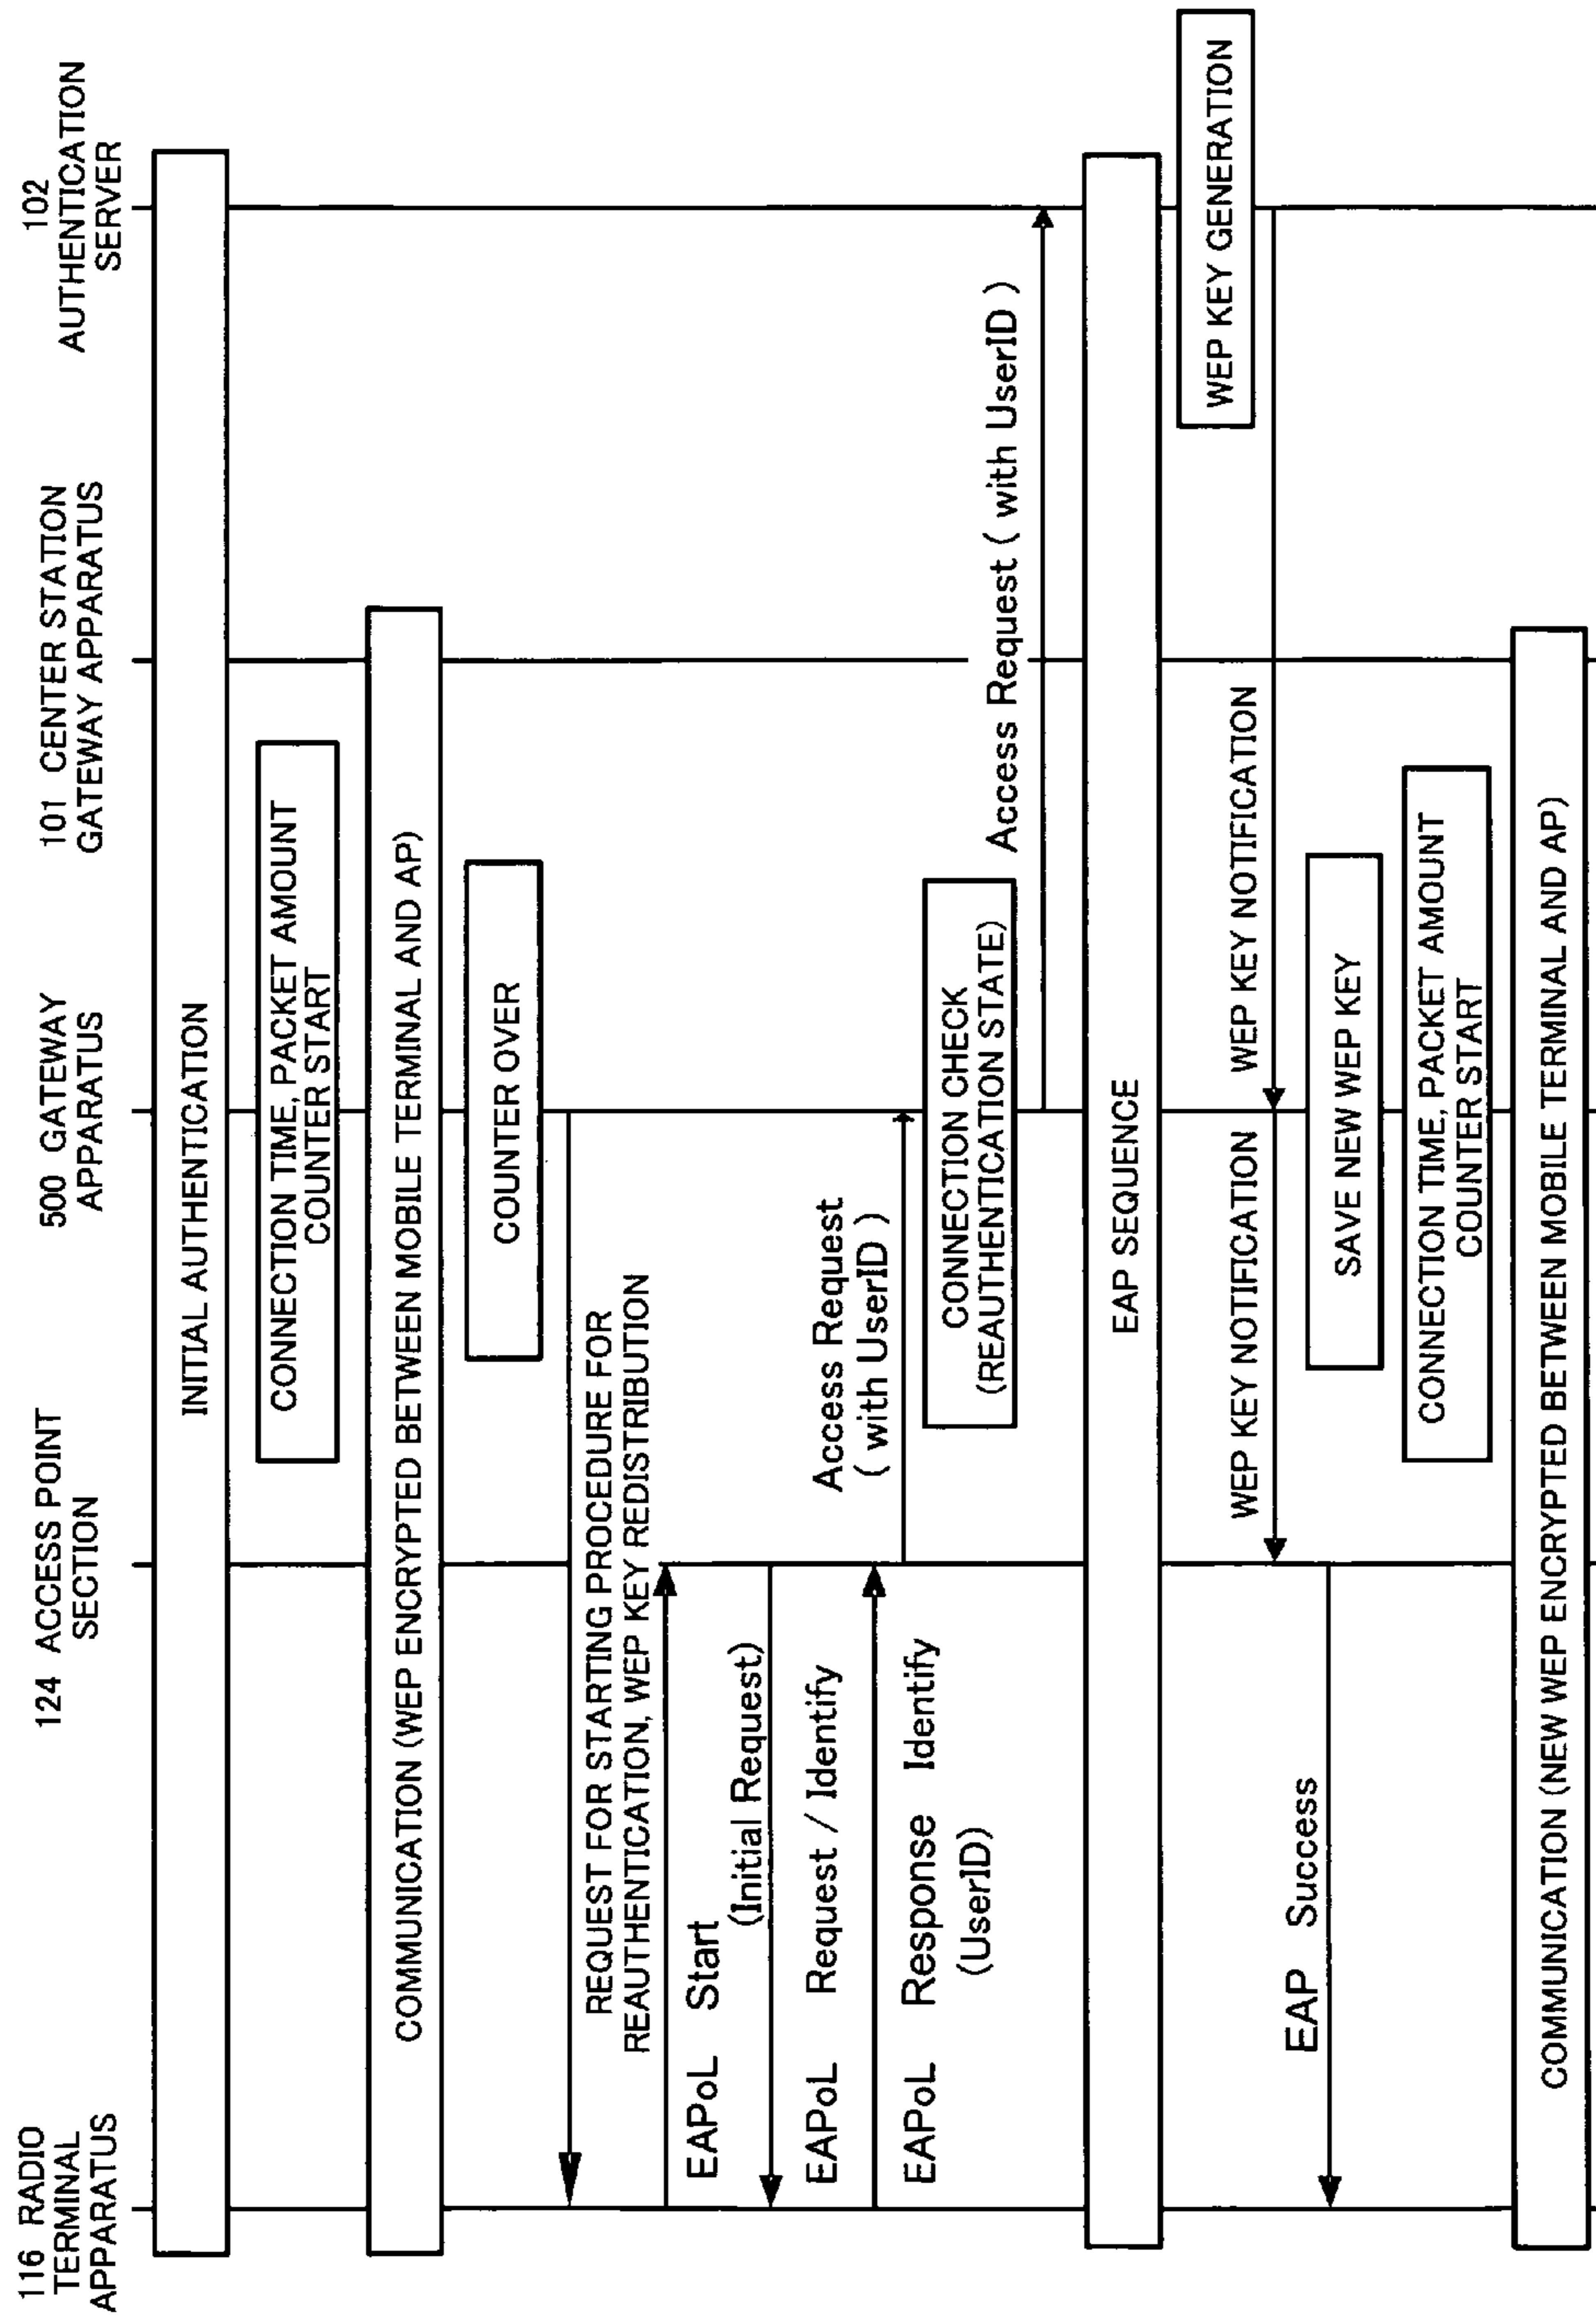 116 RADIO
TERMINAL
APPARATUS
124 ACCESS POINT
SECTION
500 GATEWAY
APPARATUS
101 CENTER STATION
GATEWAY APPARATUS
102
AUTHENTICATION
SERVER
INITIAL AUTHENTICATION
CONNECTION TIME, PACKET AMOUNT
COUNTER START
COMMUNICATION (WEP ENCRYPTED BETWEEN MOBILE TERMINAL AND AP)
COUNTER OVER
REQUEST FOR STARTING PROCEDURE FOR
REAUTHENTICATION, WEP KEY REDISTRIBUTION
EAPoL Start
(Initial Request)
EAPoL Request / Identify
EAPoL Response Identify
(UserID)
Access Request
( with UserID )
CONNECTION CHECK
(REAUTHENTICATION STATE)
Access Request ( with UserID )
EAP SEQUENCE
WEP KEY GENERATION
WEP KEY NOTIFICATION
WEP KEY NOTIFICATION
EAP Success
SAVE NEW WEP KEY
CONNECTION TIME, PACKET AMOUNT
COUNTER START
COMMUNICATION (NEW WEP ENCRYPTED BETWEEN MOBILE TERMINAL AND AP)